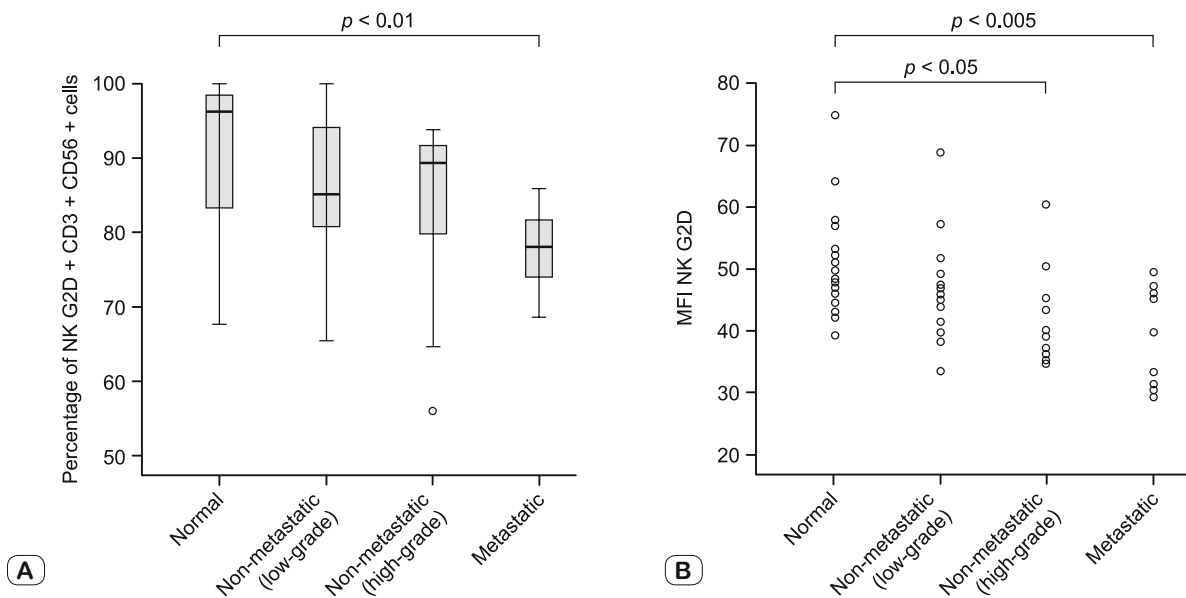 p < 0.01
Percentage of NK G2D + CD3 + CD56 + cells
100
90
80
70
60
50
Normal
Non-metastatic
(low-grade)
Non-metastatic
(high-grade)
Metastatic
A
p < 0.005
p < 0.05
MFI NK G2D
80
70
60
50
40
30
20
Normal
Non-metastatic
(low-grade)
Non-metastatic
(high-grade)
Metastatic
B